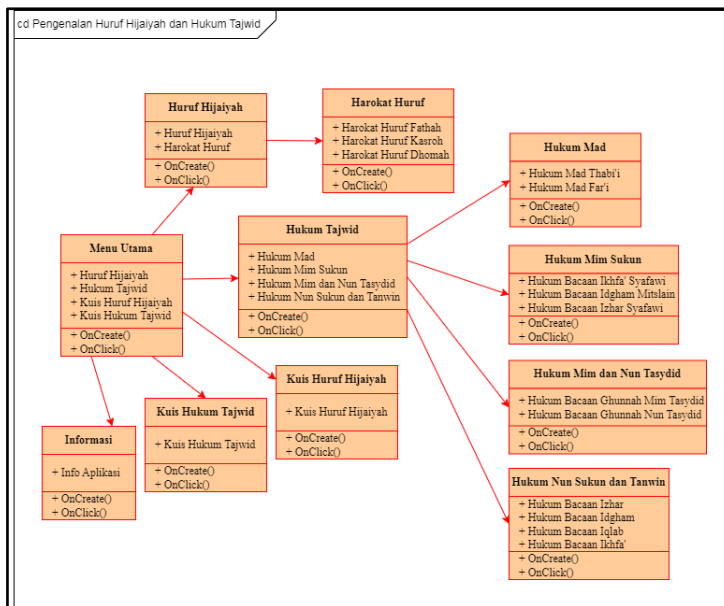 cd Pengenalan Huruf Hijaiyah dan Hukum Tajwid
Huruf Hijaiyah
+ Huruf Hijaiyah
+ Harokat Huruf
+ OnCreate()
+ OnClick()
Harokat Huruf
+ Harokat Huruf Fathah
+ Harokat Huruf Kasroh
+ Harokat Huruf Dhomah
+ OnCreate()
+ OnClick()
Hukum Mad
+ Hukum Mad Thabi'i
+ Hukum Mad Far'i
+ OnCreate()
+ OnClick()
Menu Utama
+ Huruf Hijaiyah
+ Hukum Tajwid
+ Kuis Huruf Hijaiyah
+ Kuis Hukum Tajwid
+ OnCreate()
+ OnClick()
Hukum Tajwid
+ Hukum Mad
+ Hukum Mim Sukun
+ Hukum Mim dan Nun Tasydid
+ Hukum Nun Sukun dan Tanwin
+ OnCreate()
+ OnClick()
Hukum Mim Sukun
+ Hukum Bacaan Ikhfa' Syafawi
+ Hukum Bacaan Idgham Mitslain
+ Hukum Bacaan Izhar Syafawi
+ OnCreate()
+ OnClick()
Hukum Mim dan Nun Tasydid
+ Hukum Bacaan Ghunnah Mim Tasydid
+ Hukum Bacaan Ghunnah Nun Tasydid
+ OnCreate()
+ OnClick()
Kuis Huruf Hijaiyah
+ Kuis Huruf Hijaiyah
+ OnCreate()
+ OnClick()
Kuis Hukum Tajwid
+ Kuis Hukum Tajwid
+ OnCreate()
+ OnClick()
Informasi
+ Info Aplikasi
+ OnCreate()
+ OnClick()
Hukum Nun Sukun dan Tanwin
+ Hukum Bacaan Izhar
+ Hukum Bacaan Idgham
+ Hukum Bacaan Iqlab
+ Hukum Bacaan Ikhfa'
+ OnCreate()
+ OnClick()